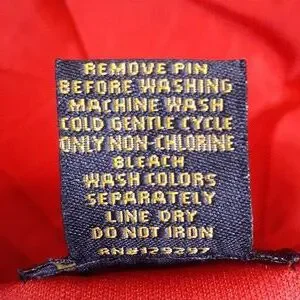 REMOVE PIN
BEFORE WASHING
MACHINE WASH
COLD GENTLE CYCLE
ONLY NON-CHLORINE
BLEACH
WASH COLORS
SEPARATELY
LINE DRY
DO NOT IRON
RN#129297